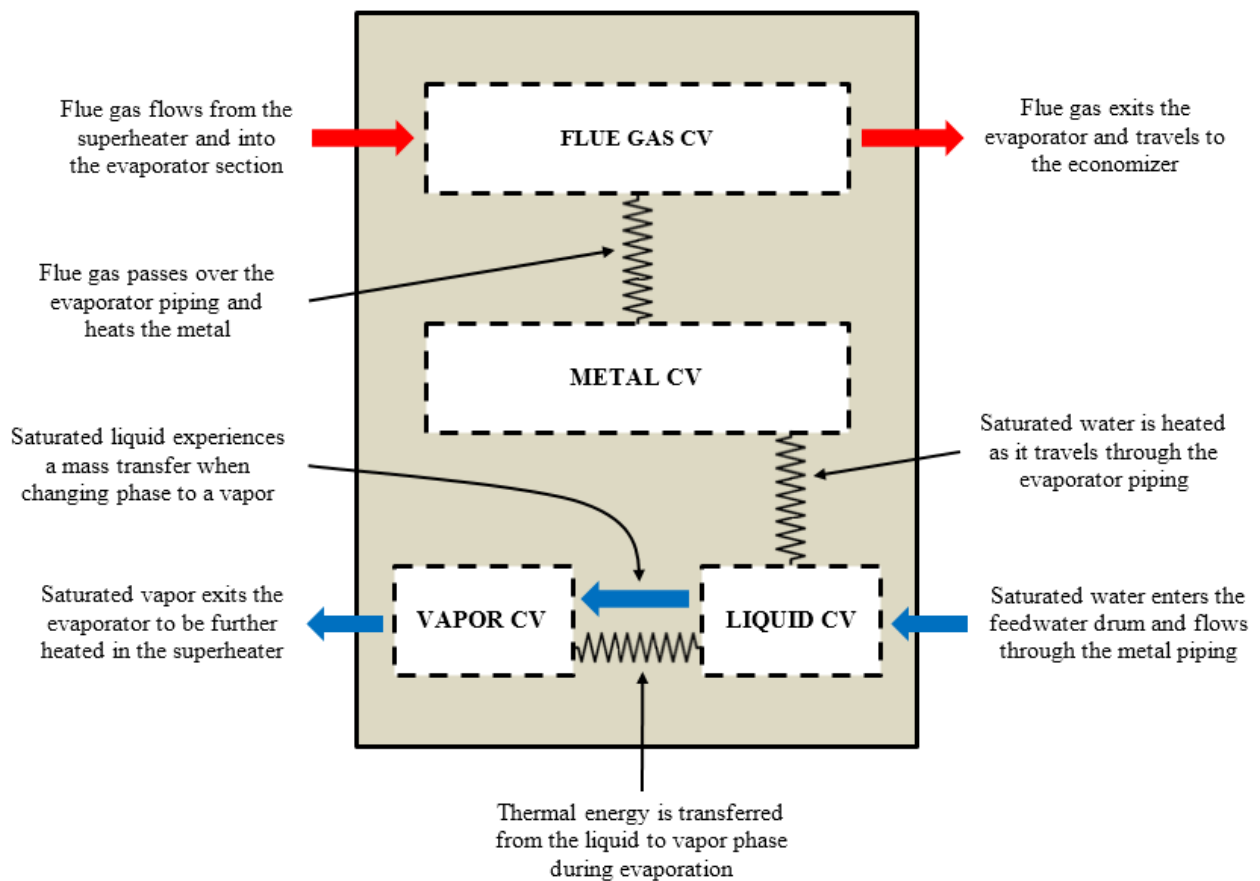 Flue gas flows from the
superheater and into
the evaporator section
FLUE GAS CV
Flue gas exits the
evaporator and travels to
the economizer
Flue gas passes over the
evaporator piping and
heats the metal
METAL CV
Saturated liquid experiences
a mass transfer when
changing phase to a vapor
Saturated water is heated
as it travels through the
evaporator piping
Saturated vapor exits the
evaporator to be further
heated in the superheater
VAPOR CV
LIQUID CV
Saturated water enters the
feedwater drum and flows
through the metal piping
Thermal energy is transferred
from the liquid to vapor phase
during evaporation